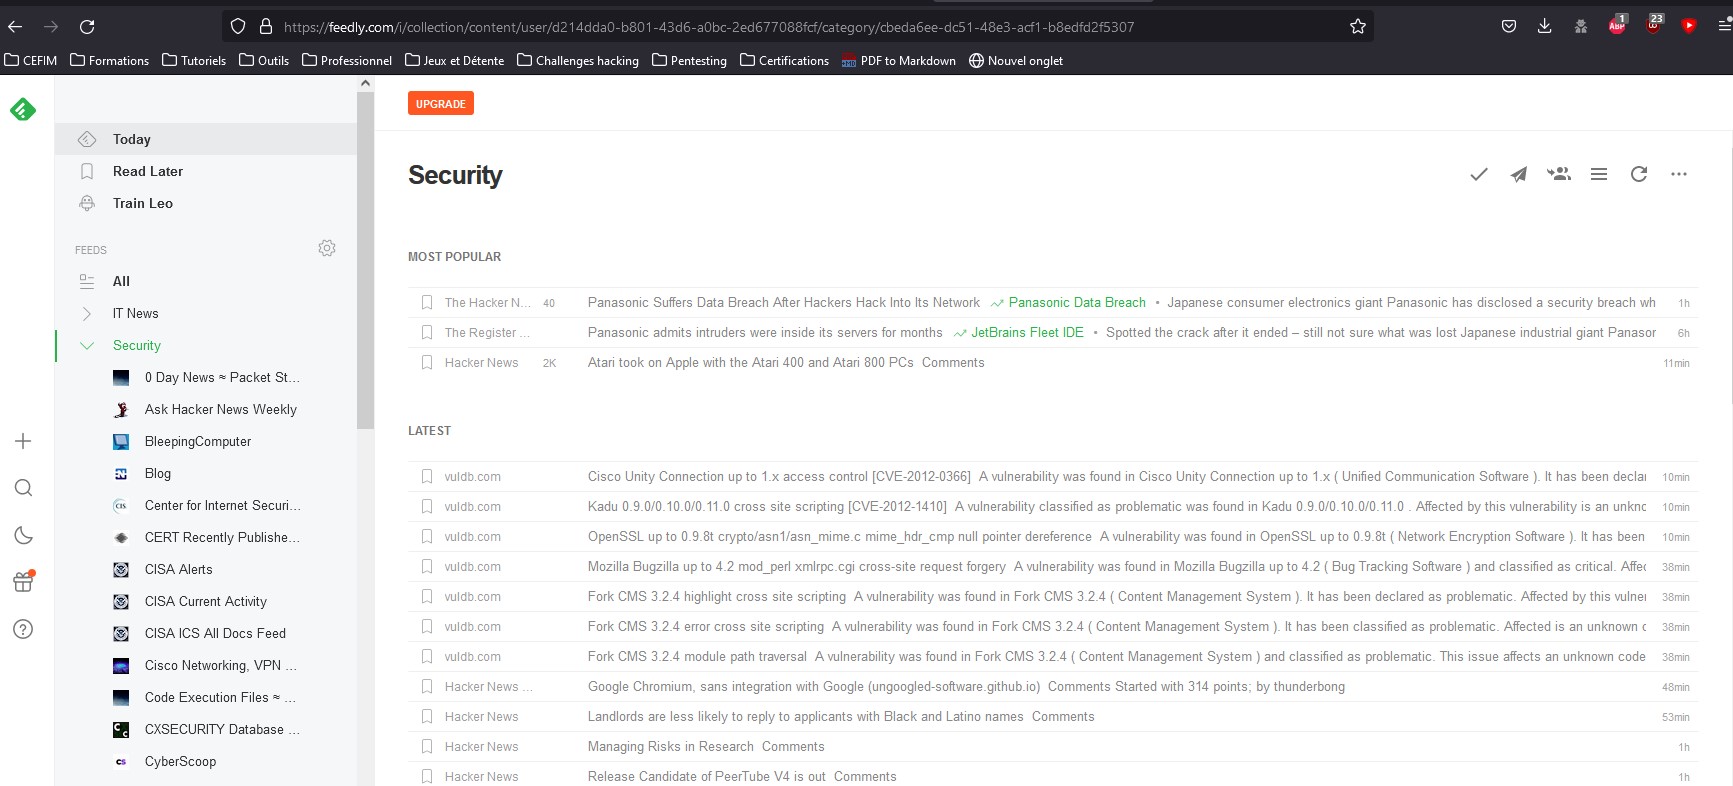 https://feedly.com/i/collection/content/user/d214dda0-b801-43d6-a0bc-2ed677088fcf/category/cbeda6ee-dc51-48e3-acf1-b8edfd2f5307
ABP 1 23
CEFIM Formations Tutoriels Outils Professionnel Jeux et Détente Challenges hacking Pentesting Certifications PDF to Markdown Nouvel onglet
Today
Read Later
Train Leo
FEEDS
All
IT News
Security
0 Day News ≈ Packet St...
Ask Hacker News Weekly
BleepingComputer
Blog
Center for Internet Securi...
CERT Recently Publishe...
CISA Alerts
CISA Current Activity
CISA ICS All Docs Feed
Cisco Networking, VPN ...
Code Execution Files ≈ ...
CXSECURITY Database ...
CyberScoop
UPGRADE
Security
MOST POPULAR
The Hacker N... 40 Panasonic Suffers Data Breach After Hackers Hack Into Its Network Panasonic Data Breach • Japanese consumer electronics giant Panasonic has disclosed a security breach wh 1h
The Register ... Panasonic admits intruders were inside its servers for months JetBrains Fleet IDE • Spotted the crack after it ended – still not sure what was lost Japanese industrial giant Panasor 6h
Hacker News 2K Atari took on Apple with the Atari 400 and Atari 800 PCs Comments 11min
LATEST
vuldb.com Cisco Unity Connection up to 1.x access control [CVE-2012-0366] A vulnerability was found in Cisco Unity Connection up to 1.x ( Unified Communication Software ). It has been declar 10min
vuldb.com Kadu 0.9.0/0.10.0/0.11.0 cross site scripting [CVE-2012-1410] A vulnerability classified as problematic was found in Kadu 0.9.0/0.10.0/0.11.0 . Affected by this vulnerability is an unkno 10min
vuldb.com OpenSSL up to 0.9.8t crypto/asn1/asn_mime.c mime_hdr_cmp null pointer dereference A vulnerability was found in OpenSSL up to 0.9.8t ( Network Encryption Software ). It has been 10min
vuldb.com Mozilla Bugzilla up to 4.2 mod_perl xmlrpc.cgi cross-site request forgery A vulnerability was found in Mozilla Bugzilla up to 4.2 ( Bug Tracking Software ) and classified as critical. Affec 38min
vuldb.com Fork CMS 3.2.4 highlight cross site scripting A vulnerability was found in Fork CMS 3.2.4 ( Content Management System ). It has been declared as problematic. Affected by this vulner 38min
vuldb.com Fork CMS 3.2.4 error cross site scripting A vulnerability was found in Fork CMS 3.2.4 ( Content Management System ). It has been classified as problematic. Affected is an unknown c 38min
vuldb.com Fork CMS 3.2.4 module path traversal A vulnerability was found in Fork CMS 3.2.4 ( Content Management System ) and classified as problematic. This issue affects an unknown code 38min
Hacker News ... Google Chromium, sans integration with Google (ungoogled-software.github.io) Comments Started with 314 points; by thunderbong 48min
Hacker News Landlords are less likely to reply to applicants with Black and Latino names Comments 53min
Hacker News Managing Risks in Research Comments 1h
Hacker News Release Candidate of PeerTube V4 is out Comments 1h